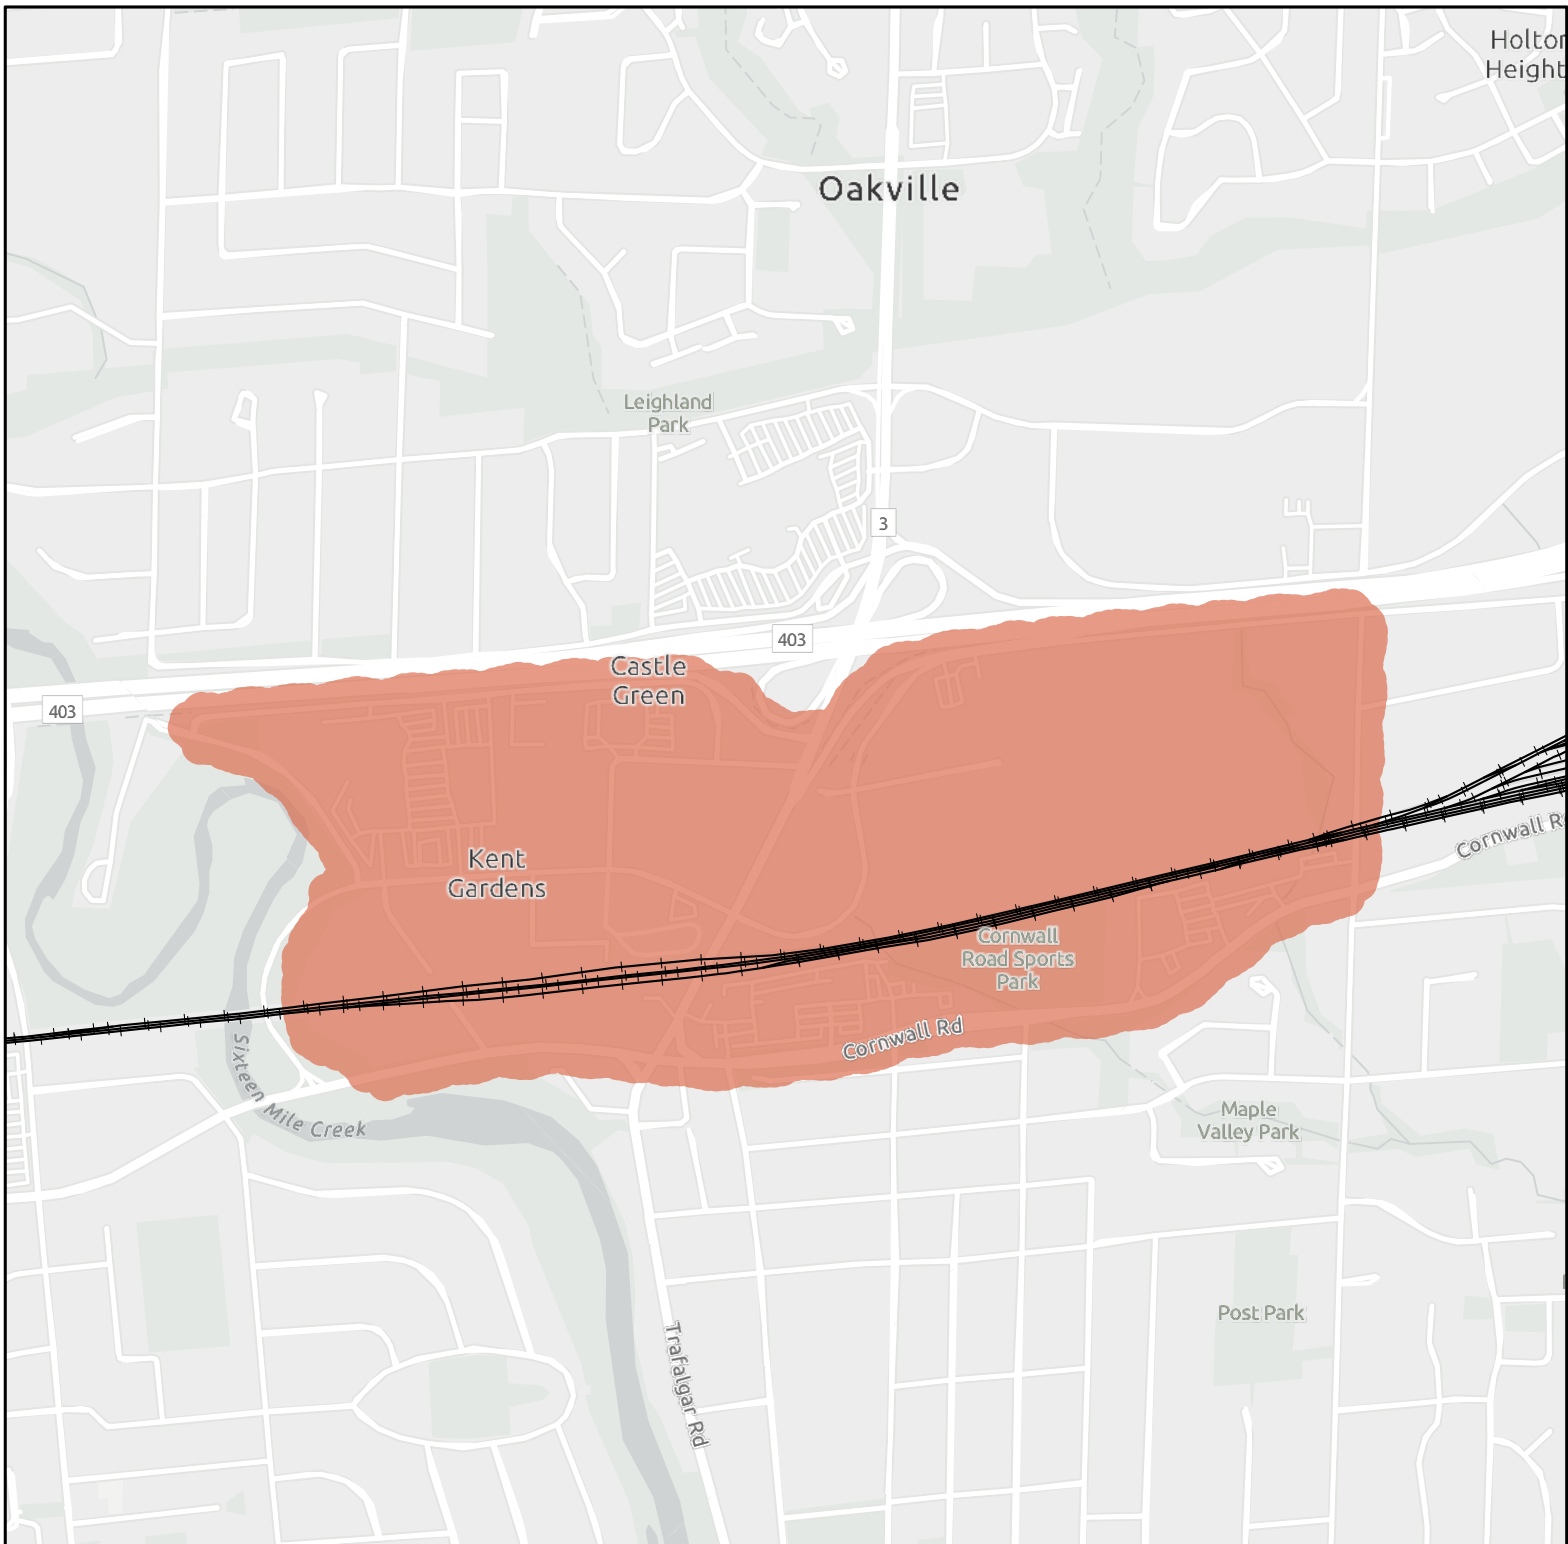 Holton
Height
Oakville
Leighland
Park
3
403
Castle
Green
403
Kent
Gardens
Cornwall R
Cornwall
Road Sports
Park
Cornwall Rd
Sixteen Mile Creek
Maple
Valley Park
Post Park
Trafalgar Rd